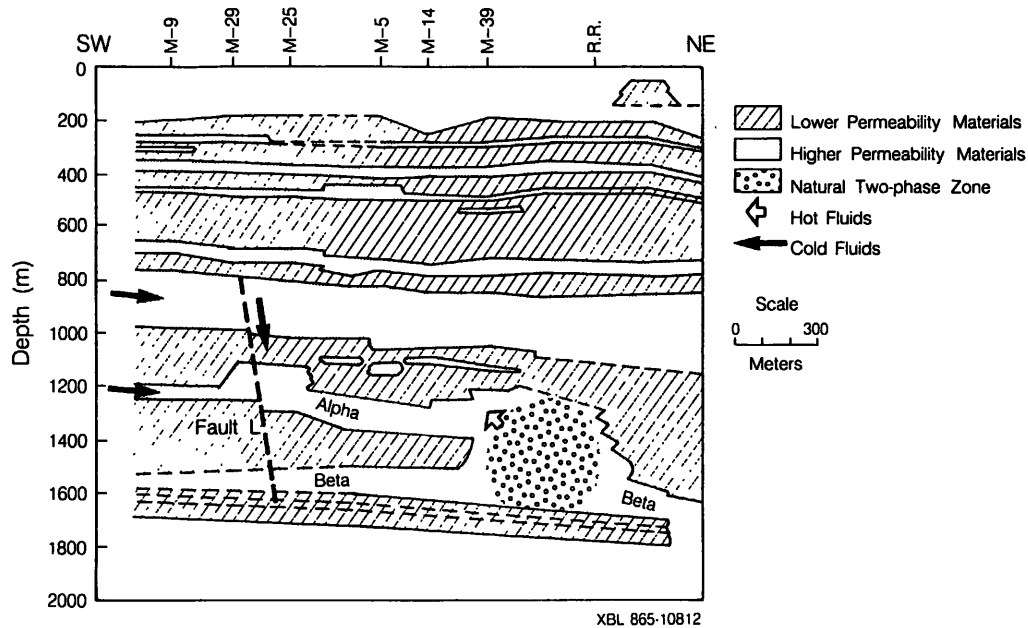 SW
M-9
M-29
M-25
M-5
M-14
M-39
R.R.
NE
0
200
400
600
800
1000
1200
1400
1600
1800
2000
Depth (m)
Alpha
Fault L
Beta
Beta
Lower Permeability Materials
Higher Permeability Materials
Natural Two-phase Zone
Hot Fluids
Cold Fluids
Scale
0 300
Meters
XBL 865-10812